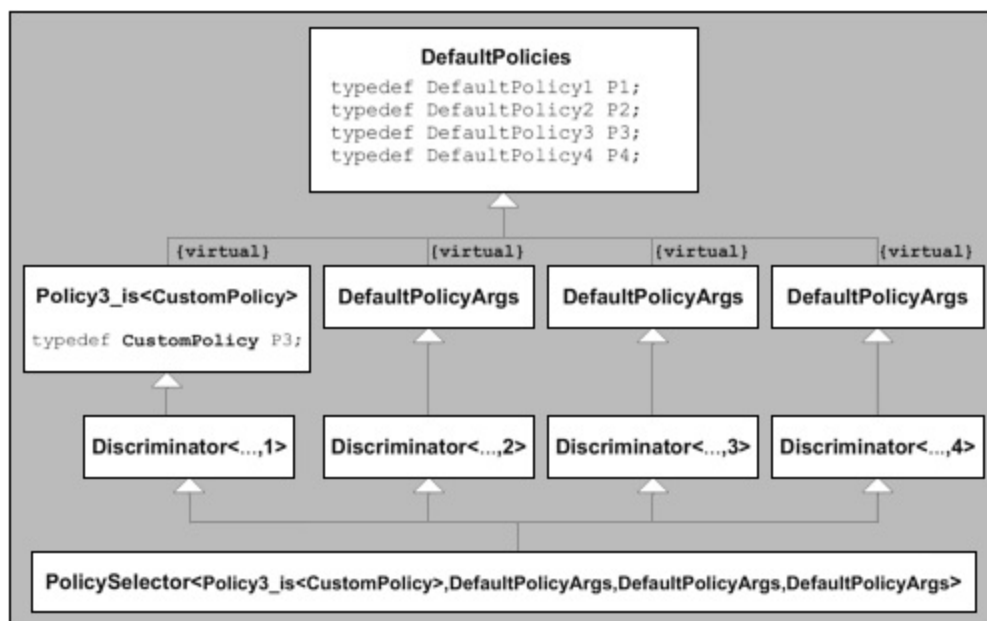 DefaultPolicies
typedef DefaultPolicy1 P1;
typedef DefaultPolicy2 P2;
typedef DefaultPolicy3 P3;
typedef DefaultPolicy4 P4;
{virtual} {virtual} {virtual} {virtual}
Policy3_is<CustomPolicy>
typedef CustomPolicy P3;
DefaultPolicyArgs
DefaultPolicyArgs
DefaultPolicyArgs
Discriminator<...,1>
Discriminator<...,2>
Discriminator<...,3>
Discriminator<...,4>
PolicySelector<Policy3_is<CustomPolicy>,DefaultPolicyArgs,DefaultPolicyArgs,DefaultPolicyArgs>